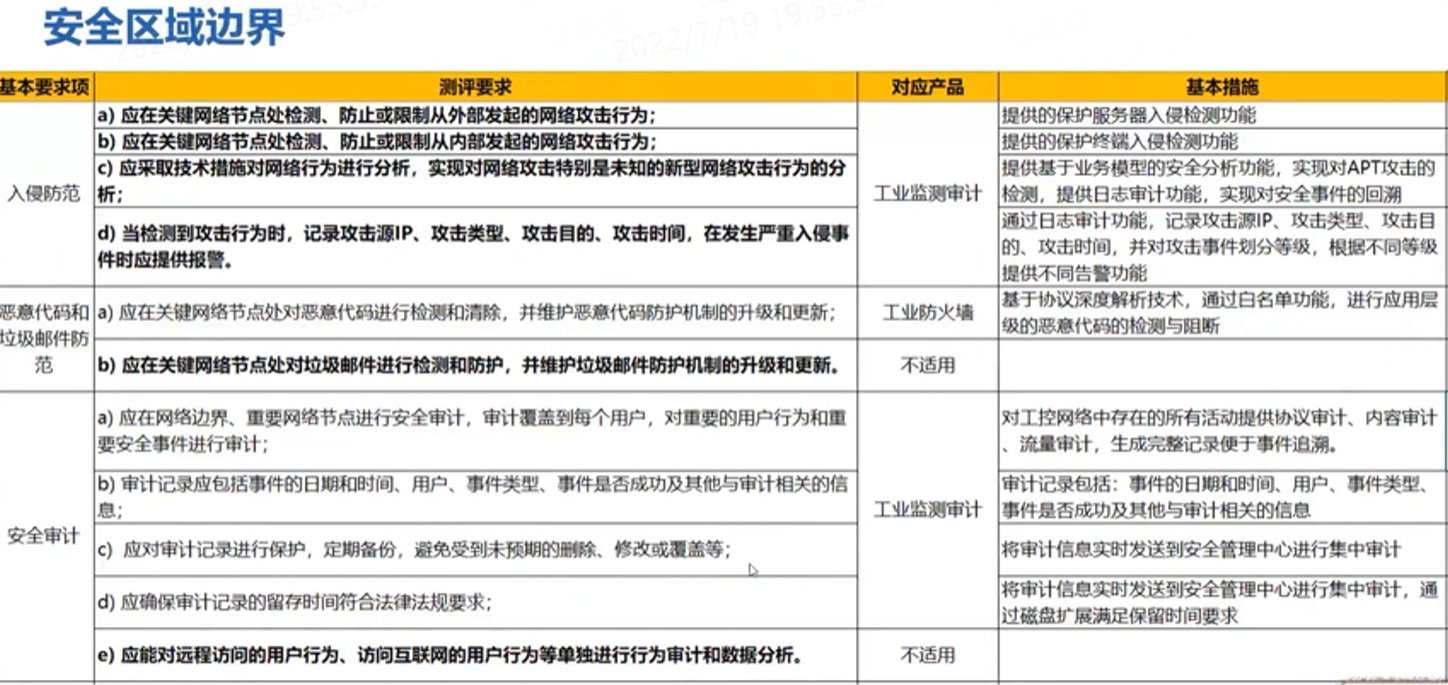 安全区域边界
2022/7/19 19:55:55
基本要求项
测评要求
对应产品
基本措施
入侵防范
a) 应在关键网络节点处检测、防止或限制从外部发起的网络攻击行为；
工业监测审计
提供的保护服务器入侵检测功能
b) 应在关键网络节点处检测、防止或限制从内部发起的网络攻击行为；
提供的保护终端入侵检测功能
c) 应采取技术措施对网络行为进行分析，实现对网络攻击特别是未知的新型网络攻击行为的分
析；
提供基于业务模型的安全分析功能，实现对APT攻击的
检测，提供日志审计功能，实现对安全事件的回溯
d) 当检测到攻击行为时，记录攻击源IP、攻击类型、攻击目的、攻击时间，在发生严重入侵事
件时应提供报警。
通过日志审计功能，记录攻击源IP、攻击类型、攻击目
的、攻击时间，并对攻击事件划分等级，根据不同等级
提供不同告警功能
恶意代码和
垃圾邮件防
范
a) 应在关键网络节点处对恶意代码进行检测和清除，并维护恶意代码防护机制的升级和更新；
工业防火墙
基于协议深度解析技术，通过白名单功能，进行应用层
级的恶意代码的检测与阻断
b) 应在关键网络节点处对垃圾邮件进行检测和防护，并维护垃圾邮件防护机制的升级和更新。
不适用
安全审计
a) 应在网络边界、重要网络节点进行安全审计，审计覆盖到每个用户，对重要的用户行为和重
要安全事件进行审计；
工业监测审计
对工控网络中存在的所有活动提供协议审计、内容审计
、流量审计，生成完整记录便于事件追溯。
b) 审计记录应包括事件的日期和时间、用户、事件类型、事件是否成功及其他与审计相关的信
息；
审计记录包括：事件的日期和时间、用户、事件类型、
事件是否成功及其他与审计相关的信息
c) 应对审计记录进行保护，定期备份，避免受到未预期的删除、修改或覆盖等；
将审计信息实时发送到安全管理中心进行集中审计
d) 应确保审计记录的留存时间符合法律法规要求；
将审计信息实时发送到安全管理中心进行集中审计，通
过磁盘扩展满足保留时间要求
e) 应能对远程访问的用户行为、访问互联网的用户行为等单独进行行为审计和数据分析。
不适用